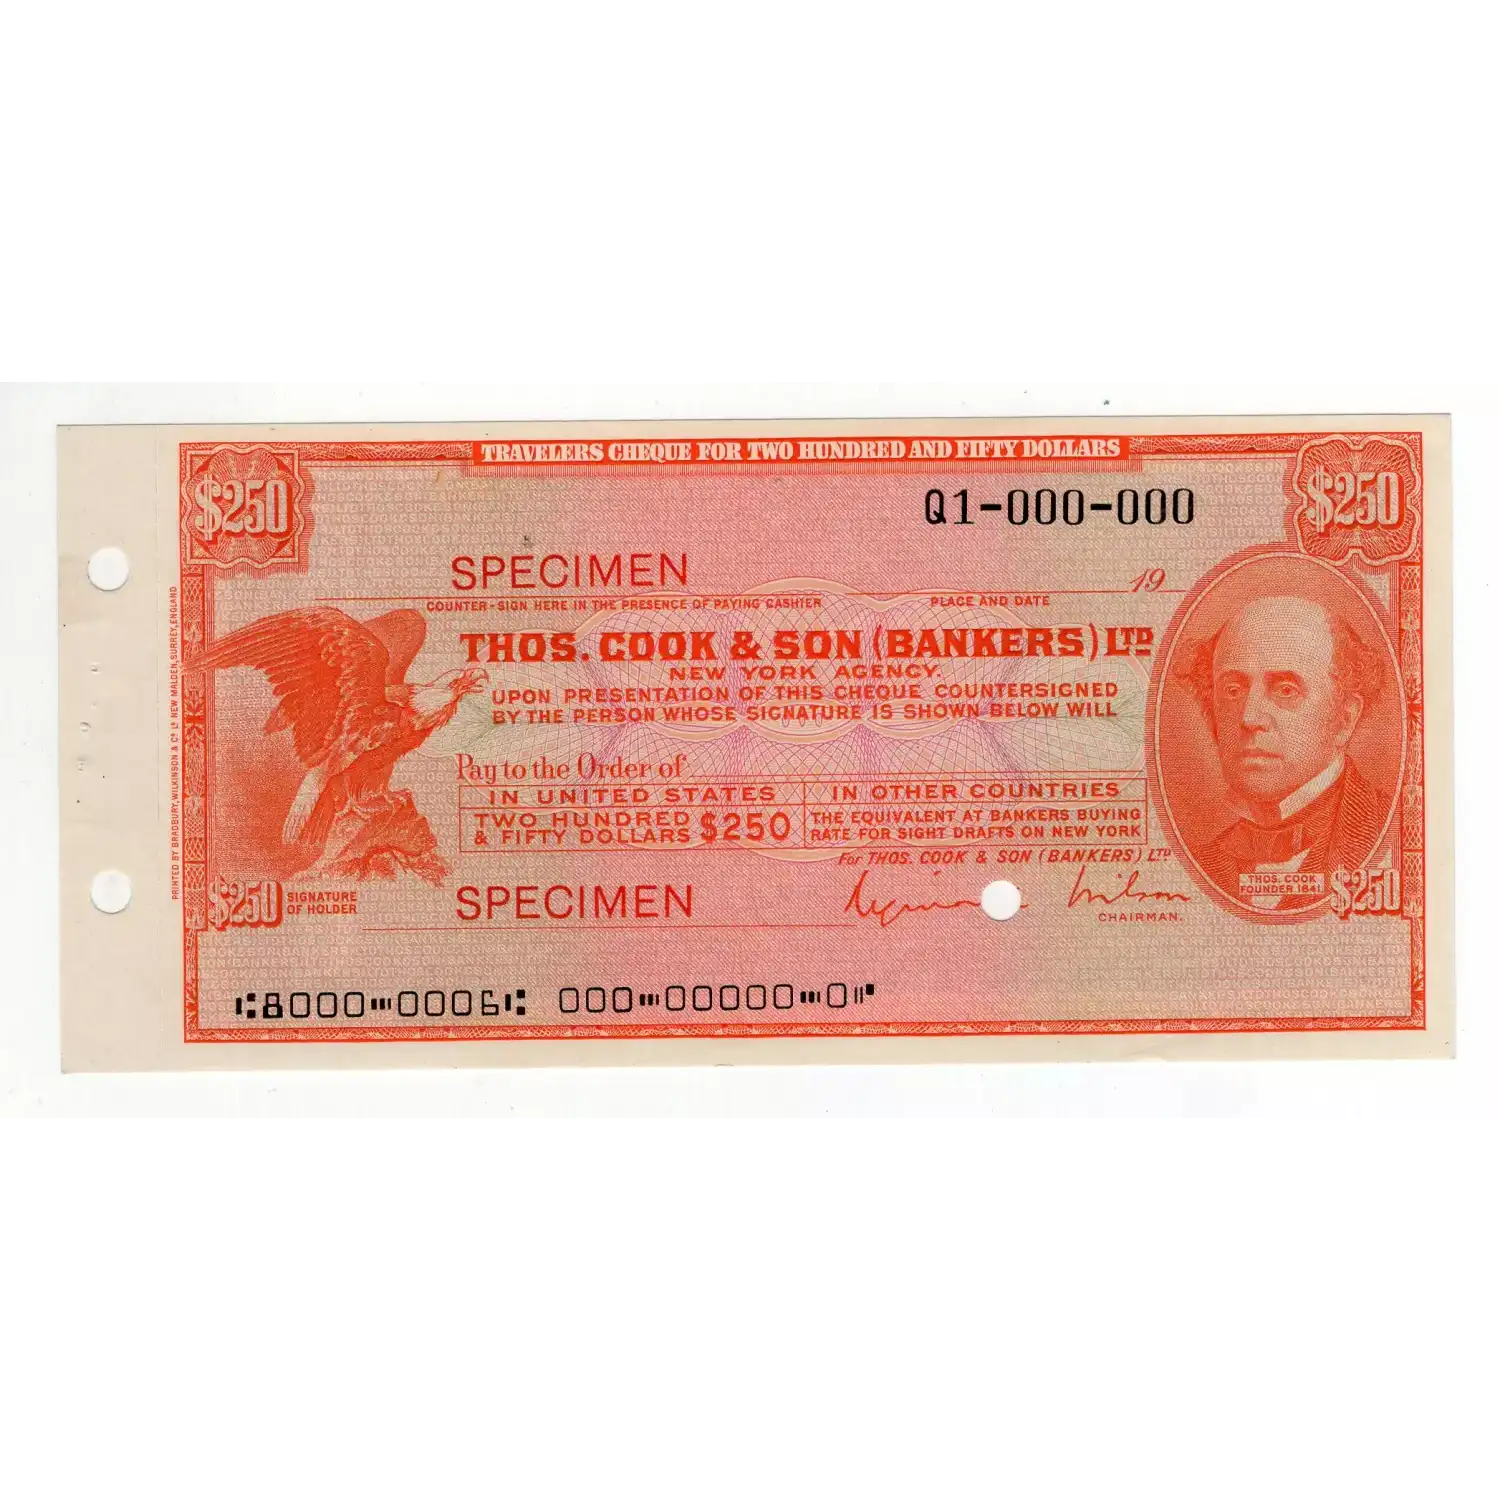 TRAVELERS CHEQUE FOR TWO HUNDRED AND FIFTY DOLLARS
$250
Q1-000-000
$250
SPECIMEN
19
COUNTER-SIGN HERE IN THE PRESENCE OF PAYING CASHIER
PLACE AND DATE
THOS. COOK & SON (BANKERS) LTD
NEW YORK AGENCY.
UPON PRESENTATION OF THIS CHEQUE COUNTERSIGNED
BY THE PERSON WHOSE SIGNATURE IS SHOWN BELOW WILL
Pay to the Order of
IN UNITED STATES
TWO HUNDRED
& FIFTY DOLLARS $250
IN OTHER COUNTRIES
THE EQUIVALENT AT BANKERS BUYING
RATE FOR SIGHT DRAFTS ON NEW YORK
For THOS. COOK & SON (BANKERS) LTD
Wilson
CHAIRMAN.
THOS. COOK
FOUNDER 1841
$250
$250
SIGNATURE
OF HOLDER
SPECIMEN
8000 0006 000 00000 0
PRINTED BY BRADBURY, WILKINSON & Co. Ld. NEW MALDEN, SURREY, ENGLAND